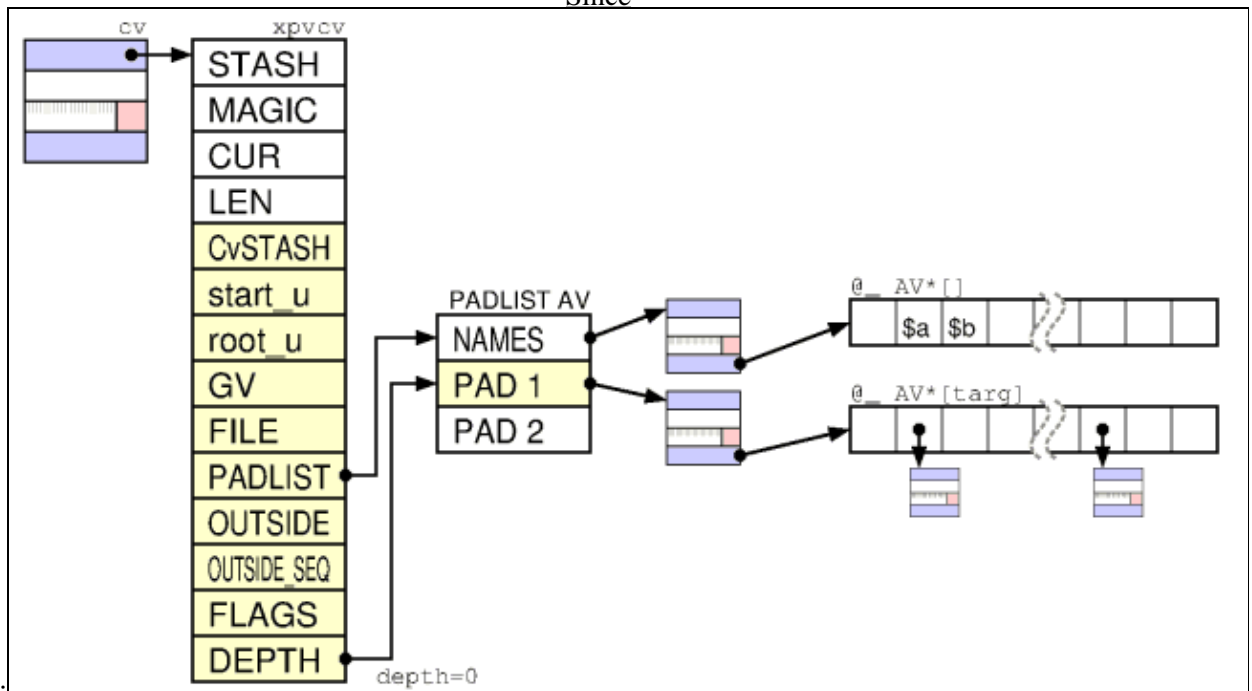 Since
cv
xpvcv
STASH
MAGIC
CUR
LEN
CvSTASH
start_u
root_u
GV
FILE
PADLIST
OUTSIDE
OUTSIDE_SEQ
FLAGS
DEPTH
depth=0
PADLIST AV
NAMES
PAD 1
PAD 2
@_ AV*[]
$a $b
@_ AV*[targ]
.